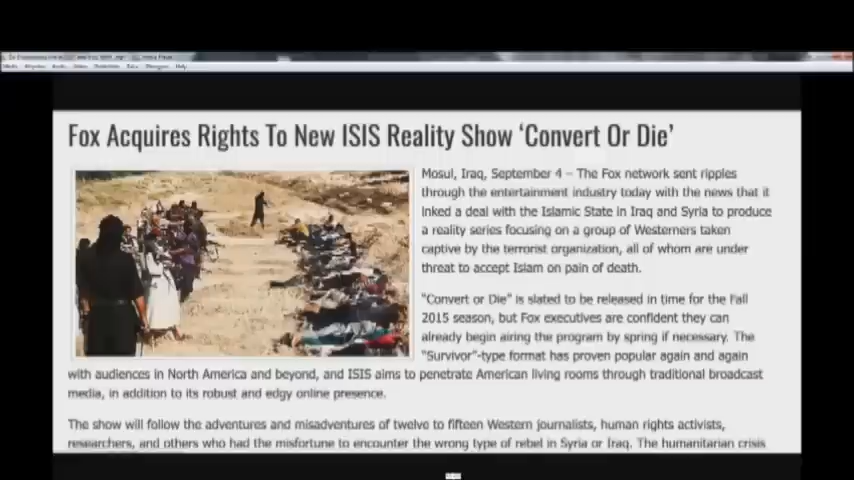 Fox Acquires Rights To New ISIS Reality Show ‘Convert Or Die’
Mosul, Iraq, September 4 – The Fox network sent ripples
through the entertainment industry today with the news that it
inked a deal with the Islamic State in Iraq and Syria to produce
a reality series focusing on a group of Westerners taken
captive by the terrorist organization, all of whom are under
threat to accept Islam on pain of death.
“Convert or Die” is slated to be released in time for the Fall
2015 season, but Fox executives are confident they can
already begin airing the program by spring if necessary. The
“Survivor”-type format has proven popular again and again
with audiences in North America and beyond, and ISIS aims to penetrate American living rooms through traditional broadcast
media, in addition to its robust and edgy online presence.
The show will follow the adventures and misadventures of twelve to fifteen Western journalists, human rights activists,
researchers, and others who had the misfortune to encounter the wrong type of rebel in Syria or Iraq. The humanitarian crisis